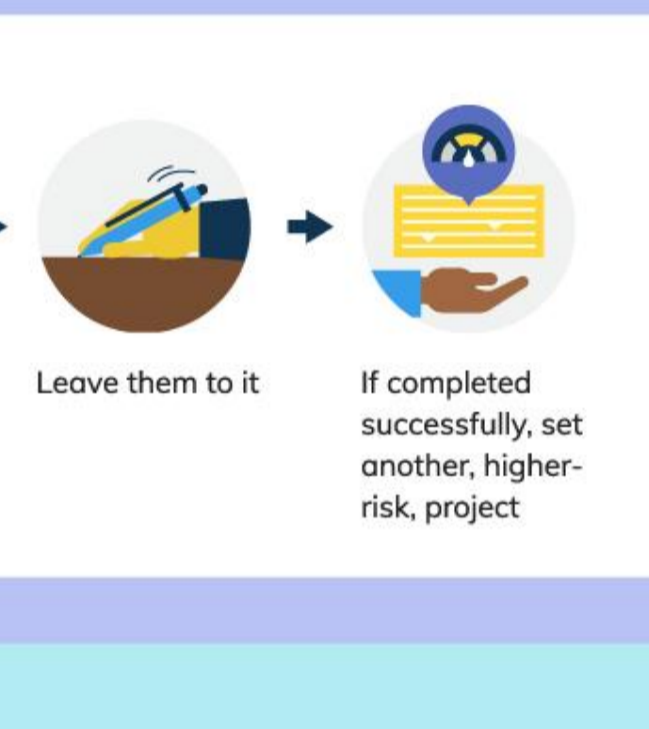 Leave them to it
If completed
successfully, set
another, higher-
risk, project